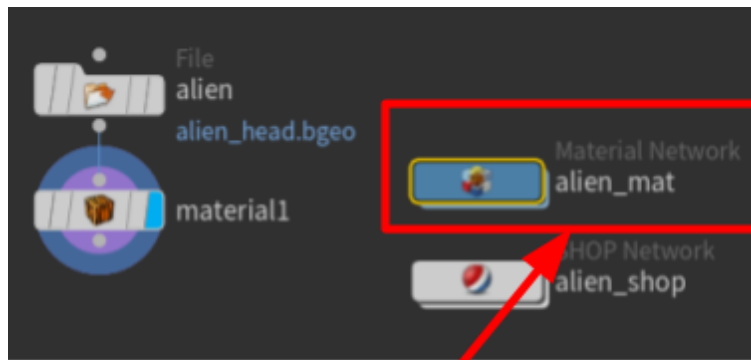 File
alien
alien_head.bgeo
material1
Material Network
alien_mat
SHOP Network
alien_shop